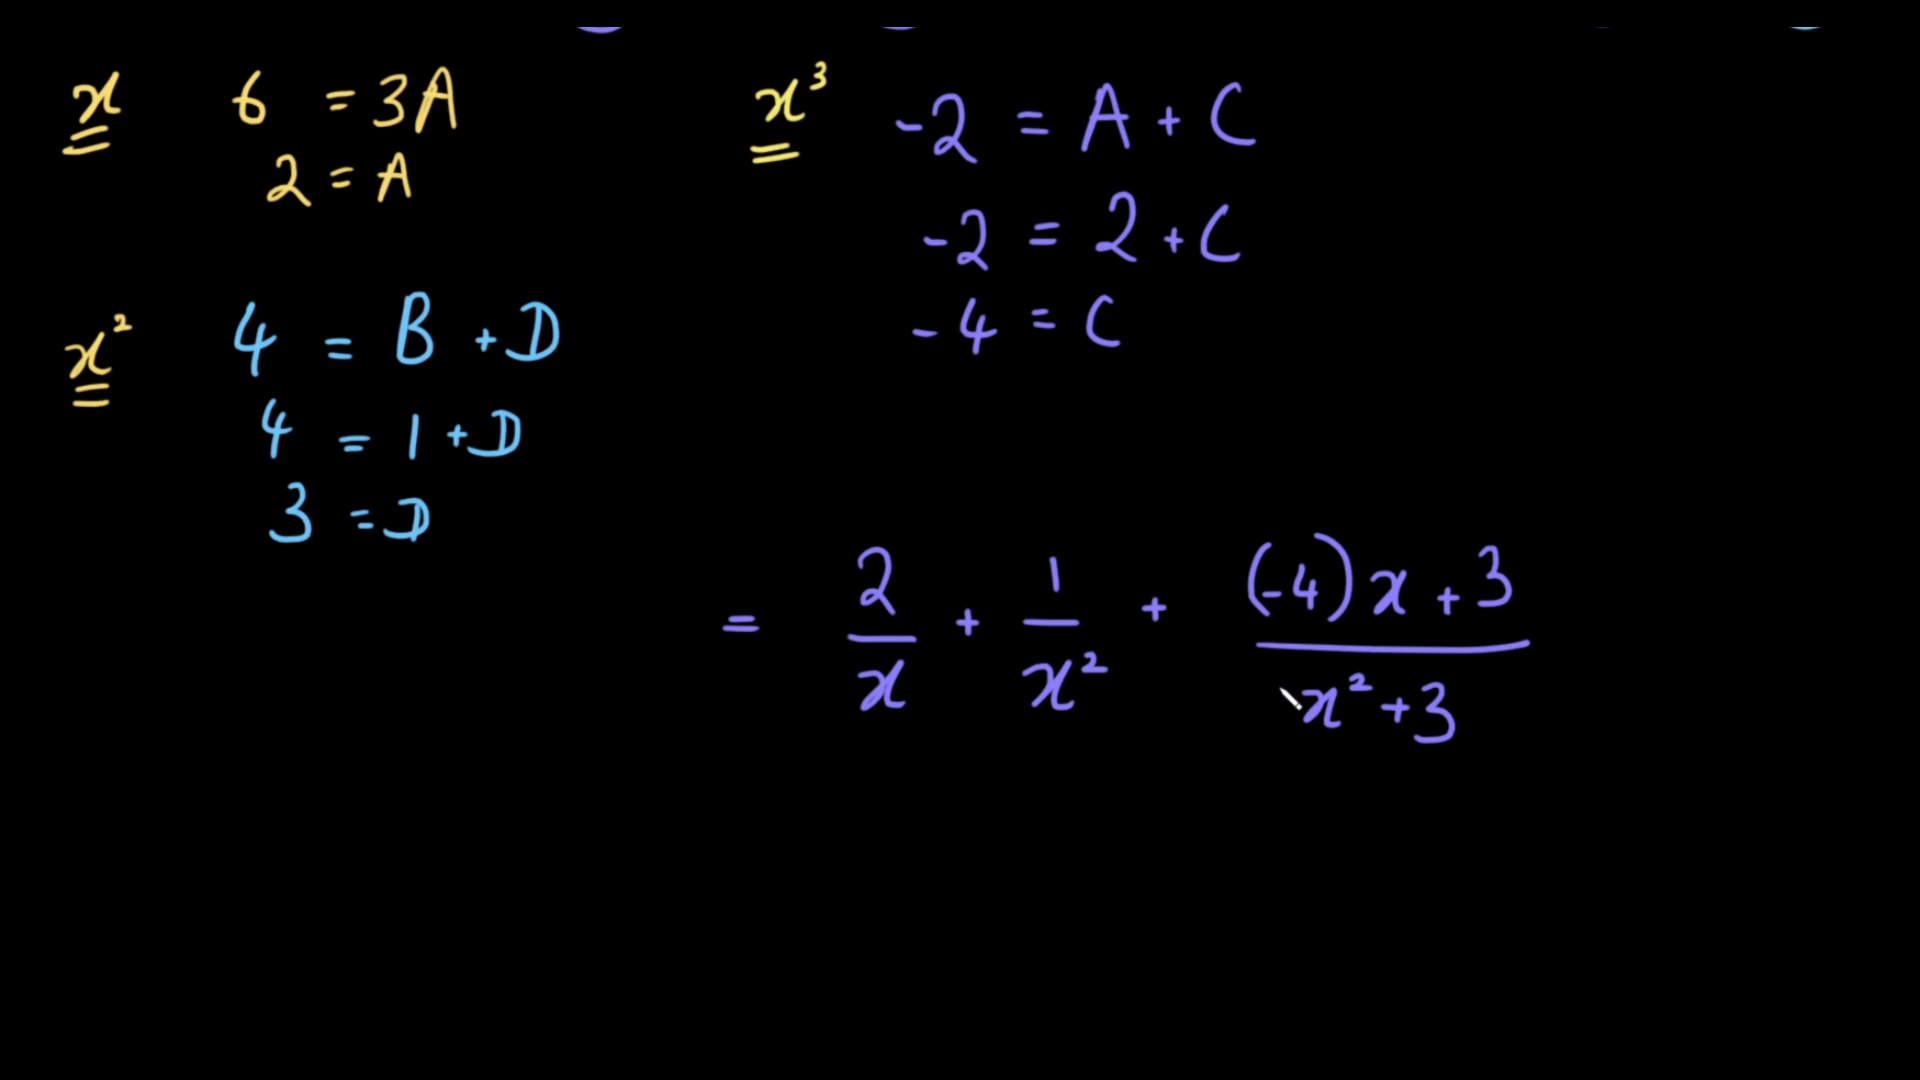 x 6 = 3A
2 = A
x² 4 = B + D
4 = 1 + D
3 = D
x³ -2 = A + C
-2 = 2 + C
-4 = C
= 2/x + 1/x² + ((-4)x + 3)/(x² + 3)